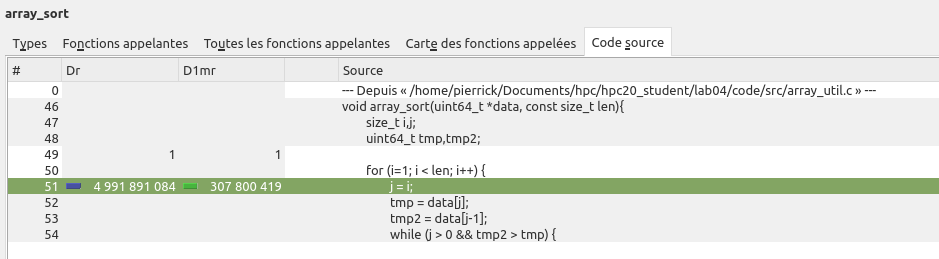 array_sort
Types Fonctions appelantes Toutes les fonctions appelantes Carte des fonctions appelées Code source
# Dr D1mr Source
0 --- Depuis « /home/pierrick/Documents/hpc/hpc20_student/lab04/code/src/array_util.c » ---
46 void array_sort(uint64_t *data, const size_t len){
47 size_t i,j;
48 uint64_t tmp,tmp2;
49 1 1
50 for (i=1; i < len; i++) {
51 4 991 891 084 307 800 419 j = i;
52 tmp = data[j];
53 tmp2 = data[j-1];
54 while (j > 0 && tmp2 > tmp) {